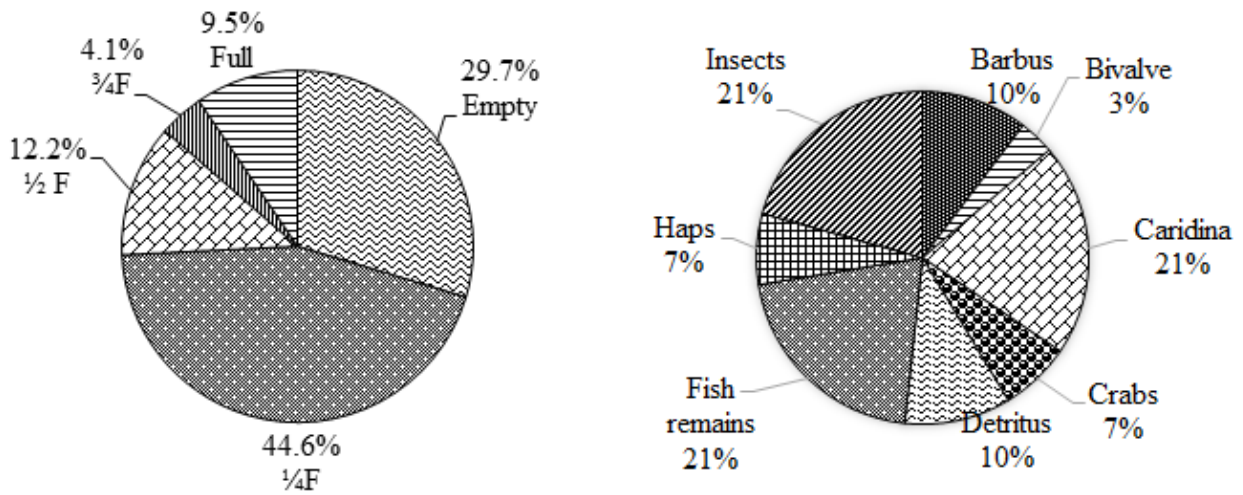 9.5%
Full
4.1%
¾F
29.7%
Empty
12.2%
½ F
44.6%
¼F
Insects
21%
Barbus
10%
Bivalve
3%
Haps
7%
Caridina
21%
Fish
remains
21%
Detritus
10%
Crabs
7%